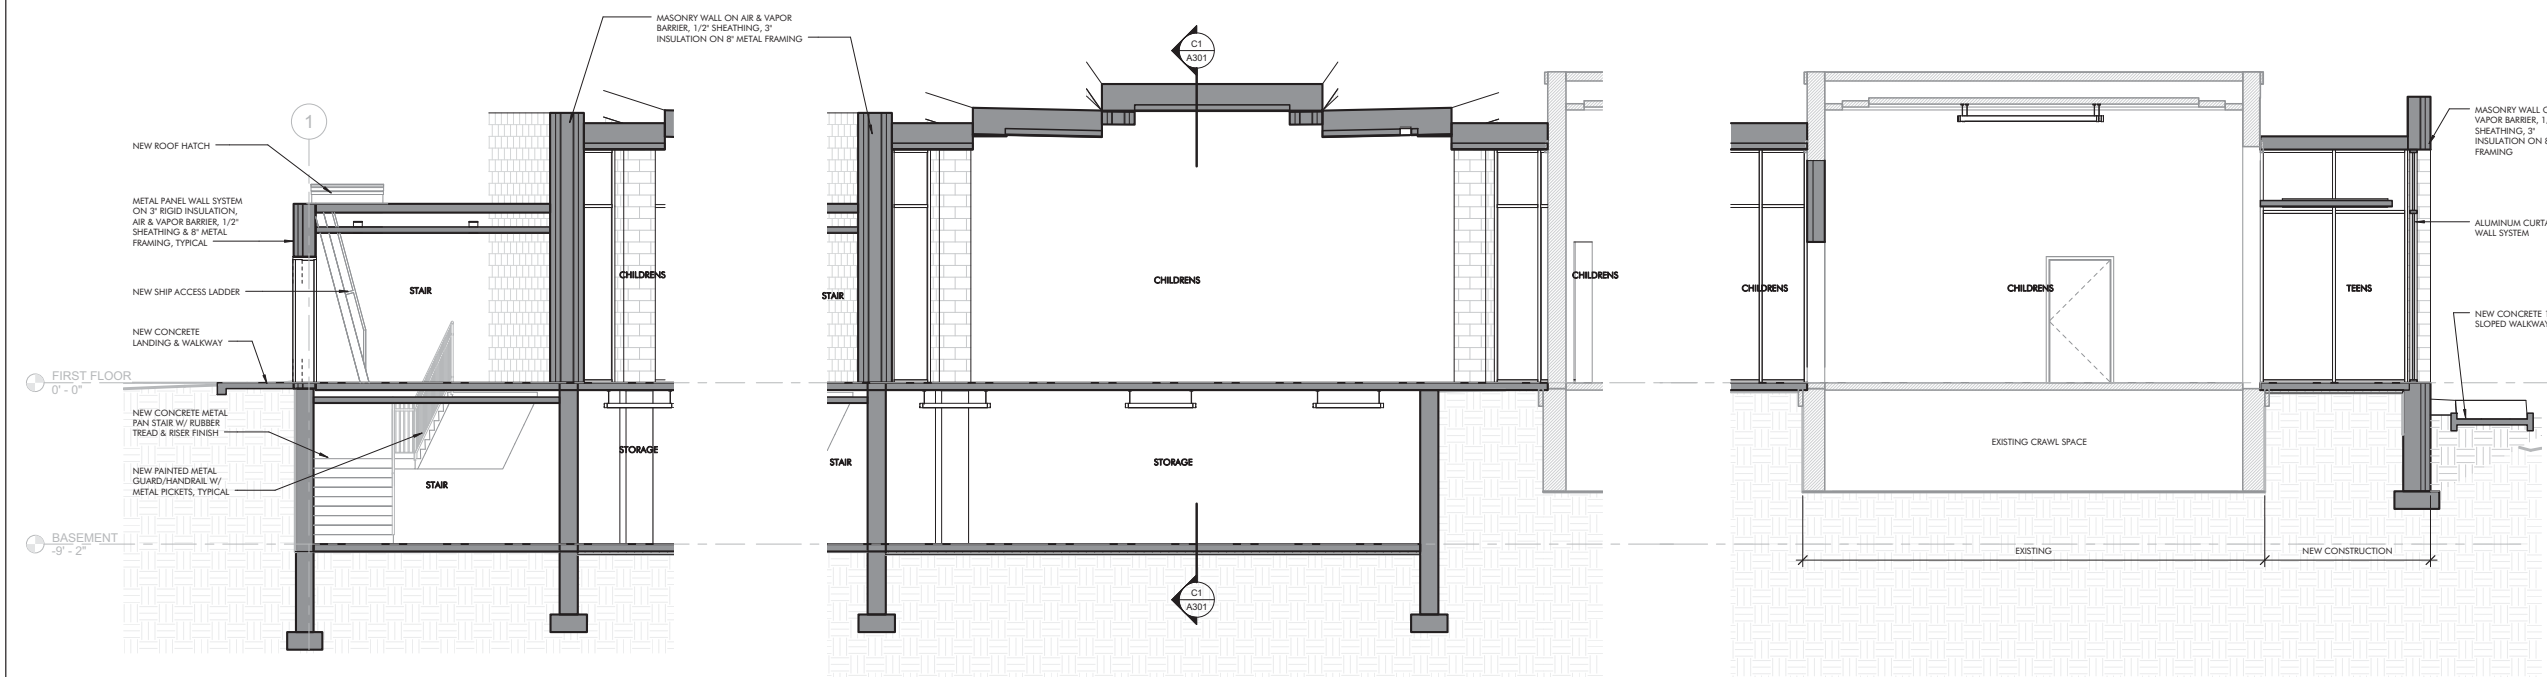 MASONRY WALL ON AIR & VAPOR
BARRIER, 1/2" SHEATHING, 3"
INSULATION ON 8" METAL FRAMING
C1
A301
1
NEW ROOF HATCH
METAL PANEL WALL SYSTEM
ON 3" RIGID INSULATION,
AIR & VAPOR BARRIER, 1/2"
SHEATHING & 8" METAL
FRAMING, TYPICAL
NEW SHIP ACCESS LADDER
NEW CONCRETE
LANDING & WALKWAY
FIRST FLOOR
0' - 0"
NEW CONCRETE METAL
PAN STAIR W/ RUBBER
TREAD & RISER FINISH
NEW PAINTED METAL
GUARD/HANDRAIL W/
METAL PICKETS, TYPICAL
BASEMENT
-9' - 2"
STAIR
CHILDRENS
STORAGE
STAIR
STAIR
CHILDRENS
CHILDRENS
STAIR
STORAGE
C1
A301
CHILDRENS
CHILDRENS
TEENS
EXISTING CRAWL SPACE
EXISTING
NEW CONSTRUCTION
MASONRY WALL
VAPOR BARRIER,
SHEATHING, 3"
INSULATION ON
FRAMING
ALUMINUM
WALL SYSTEM
NEW CONCRETE
SLOPED WALKWAY